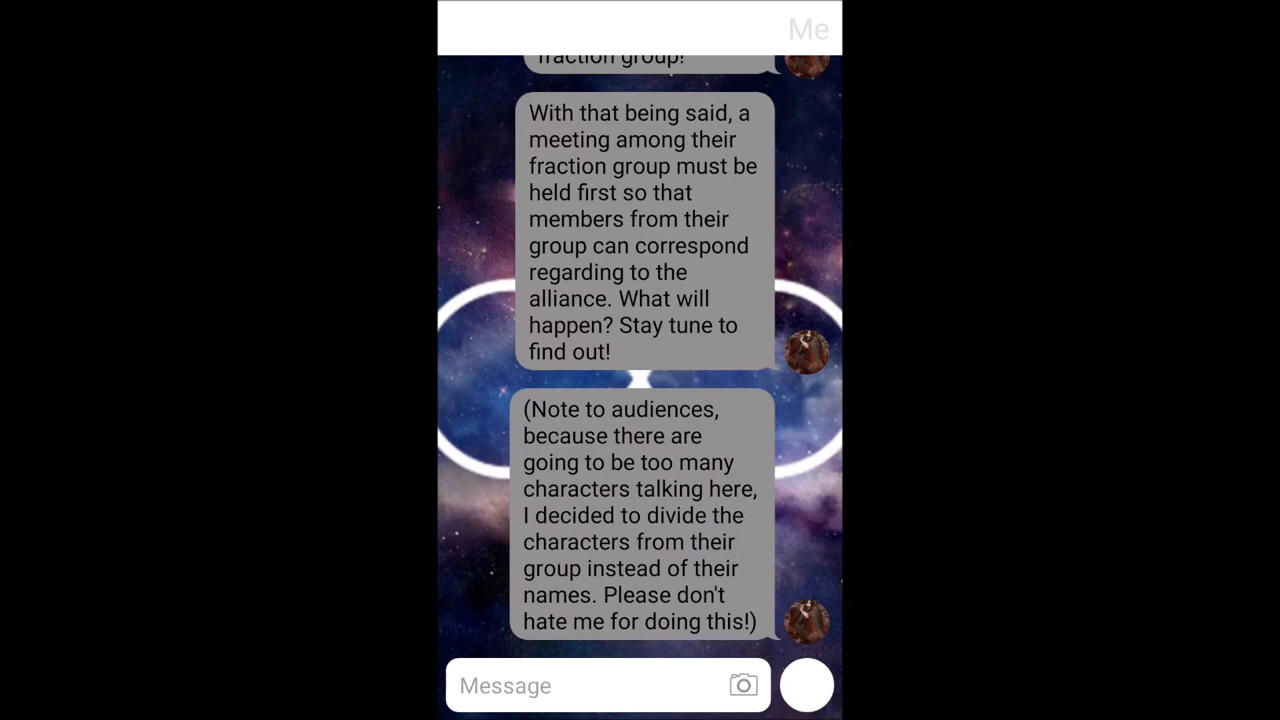 Me
fraction group!
With that being said, a
meeting among their
fraction group must be
held first so that
members from their
group can correspond
regarding to the
alliance. What will
happen? Stay tune to
find out!
(Note to audiences,
because there are
going to be too many
characters talking here,
I decided to divide the
characters from their
group instead of their
names. Please don't
hate me for doing this!)
Message